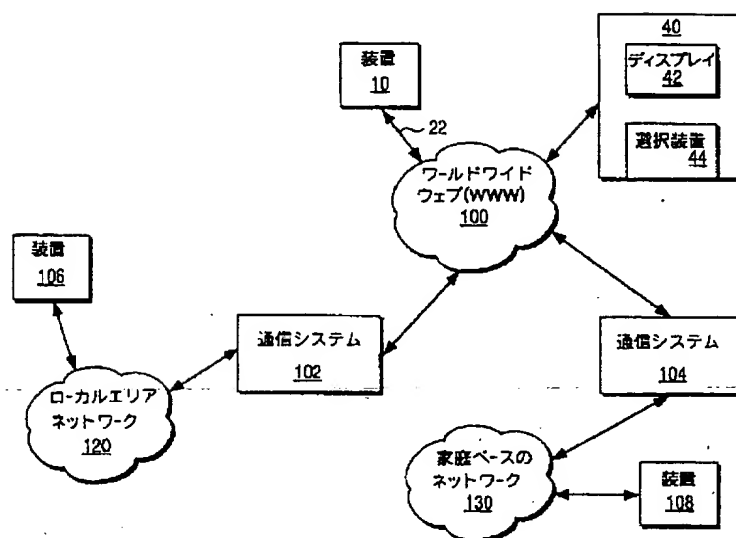 40
ディスプレイ
42
選択装置
44
装置
10
22
ワールドワイド
ウェブ(WWW)
100
装置
106
通信システム
102
通信システム
104
ローカルエリア
ネットワーク
120
家庭ベースの
ネットワーク
130
装置
108